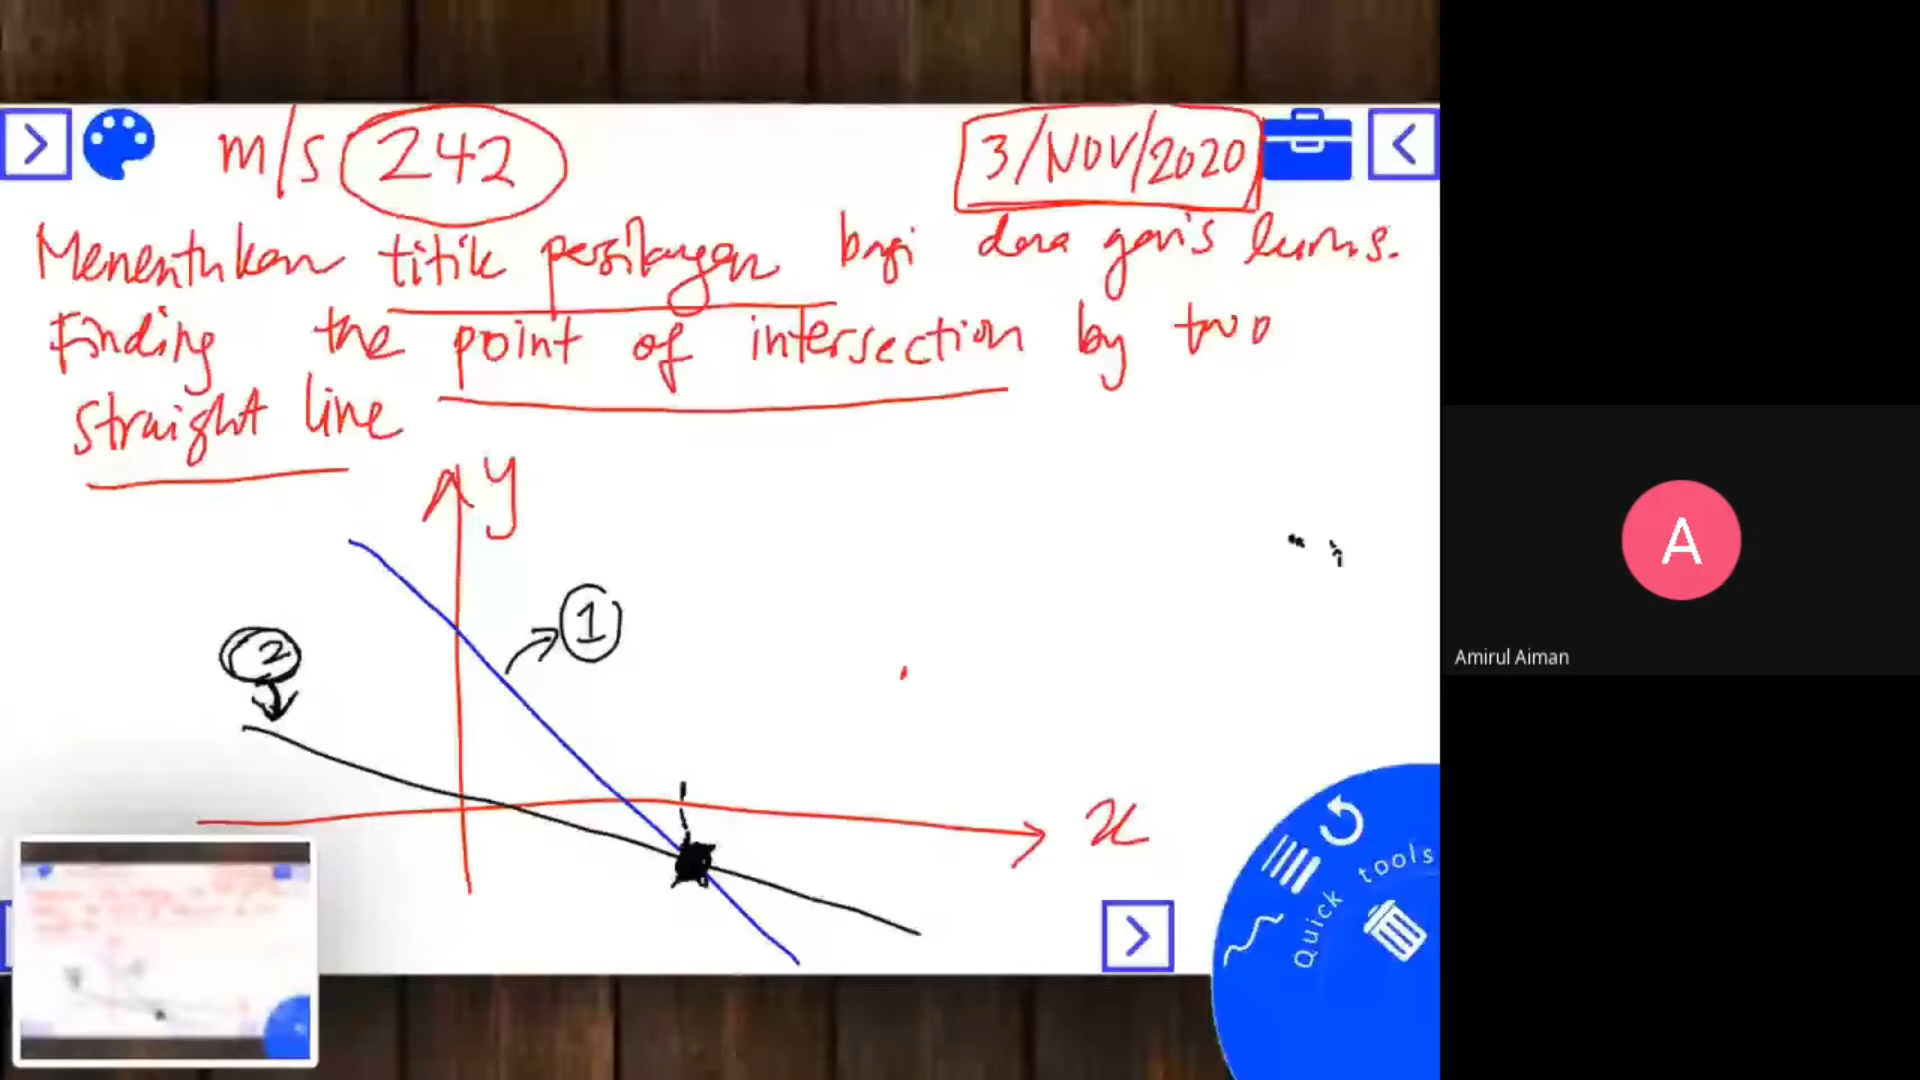 m/s 242
3/NOV/2020
Menentukan titik persilangan bagi dua garis lurus.
Finding the point of intersection by two
straight line
y
1
2
x
Quick tools
A
Amirul Aiman